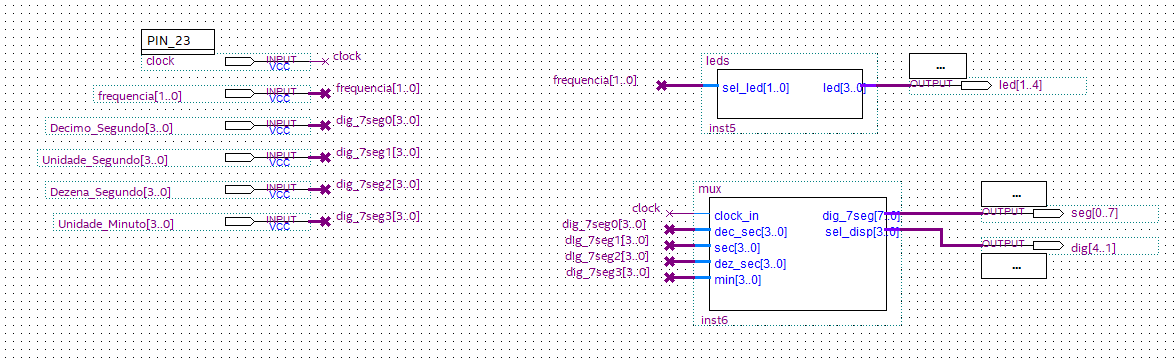 PIN_23
clock INPUT VCC clock
frequencia[1..0] INPUT VCC frequencia[1..0]
Decimo_Segundo[3..0] INPUT VCC dig_7seg0[3..0]
Unidade_Segundo[3..0] INPUT VCC dig_7seg1[3..0]
Dezena_Segundo[3..0] INPUT VCC dig_7seg2[3..0]
Unidade_Minuto[3..0] INPUT VCC dig_7seg3[3..0]
leds
...
frequencia[1..0] sel_led[1..0] led[3..0] OUTPUT led[1..4]
inst5
mux
...
clock clock_in dig_7seg[7..0] OUTPUT seg[0..7]
dig_7seg0[3..0] dec_sec[3..0] sel_disp[3..0]
dig_7seg1[3..0] sec[3..0] OUTPUT dig[4..1]
dig_7seg2[3..0] dez_sec[3..0] ...
dig_7seg3[3..0] min[3..0]
inst6